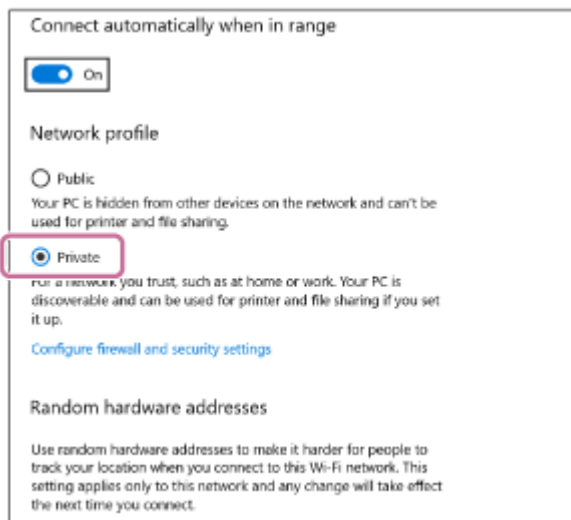 Connect automatically when in range
On
Network profile
Public
Your PC is hidden from other devices on the network and can't be
used for printer and file sharing.
Private
For a network you trust, such as at home or work. Your PC is
discoverable and can be used for printer and file sharing if you set
it up.
Configure firewall and security settings
Random hardware addresses
Use random hardware addresses to make it harder for people to
track your location when you connect to this Wi-Fi network. This
setting applies only to this network and any change will take effect
the next time you connect.